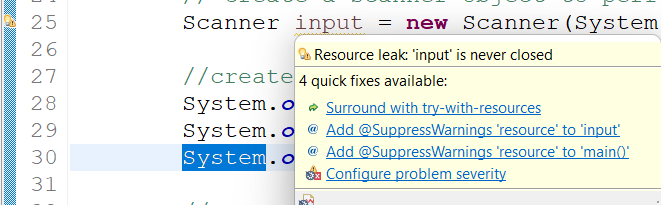 24 // create a Scanner object to perf
25 Scanner input = new Scanner(System
26
Resource leak: 'input' is never closed
27 //create
4 quick fixes available:
28 System.o
Surround with try-with-resources
29 System.o
@ Add @SuppressWarnings 'resource' to 'input'
30 System.o
@ Add @SuppressWarnings 'resource' to 'main()'
Configure problem severity
31
//